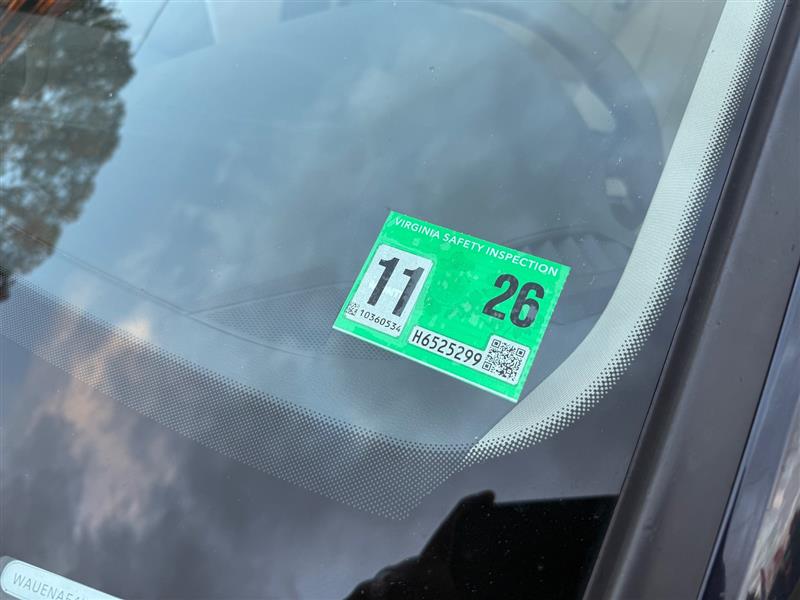 VIRGINIA SAFETY INSPECTION
11
26
10360534
H6525299